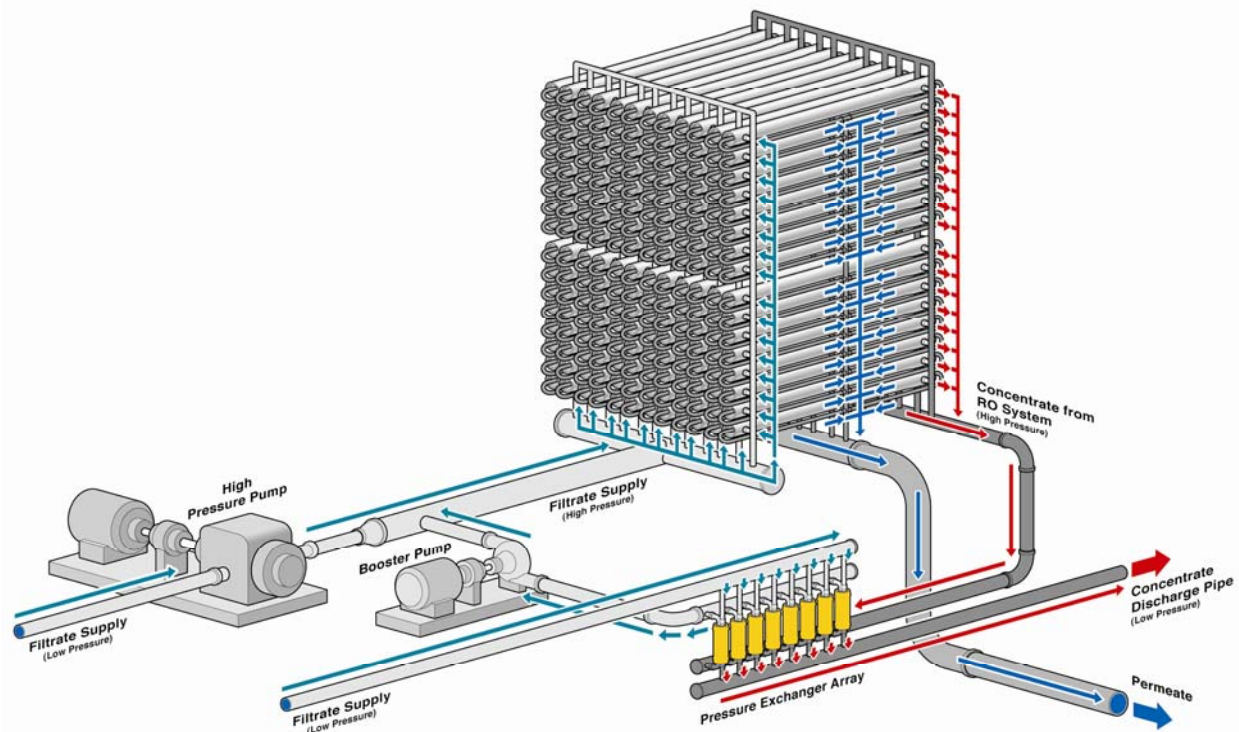 High
Pressure Pump
Filtrate Supply
(Low Pressure)
Booster Pump
Filtrate Supply
(High Pressure)
Concentrate from
RO System
(High Pressure)
Filtrate Supply
(Low Pressure)
Pressure Exchanger Array
Concentrate
Discharge Pipe
(Low Pressure)
Permeate